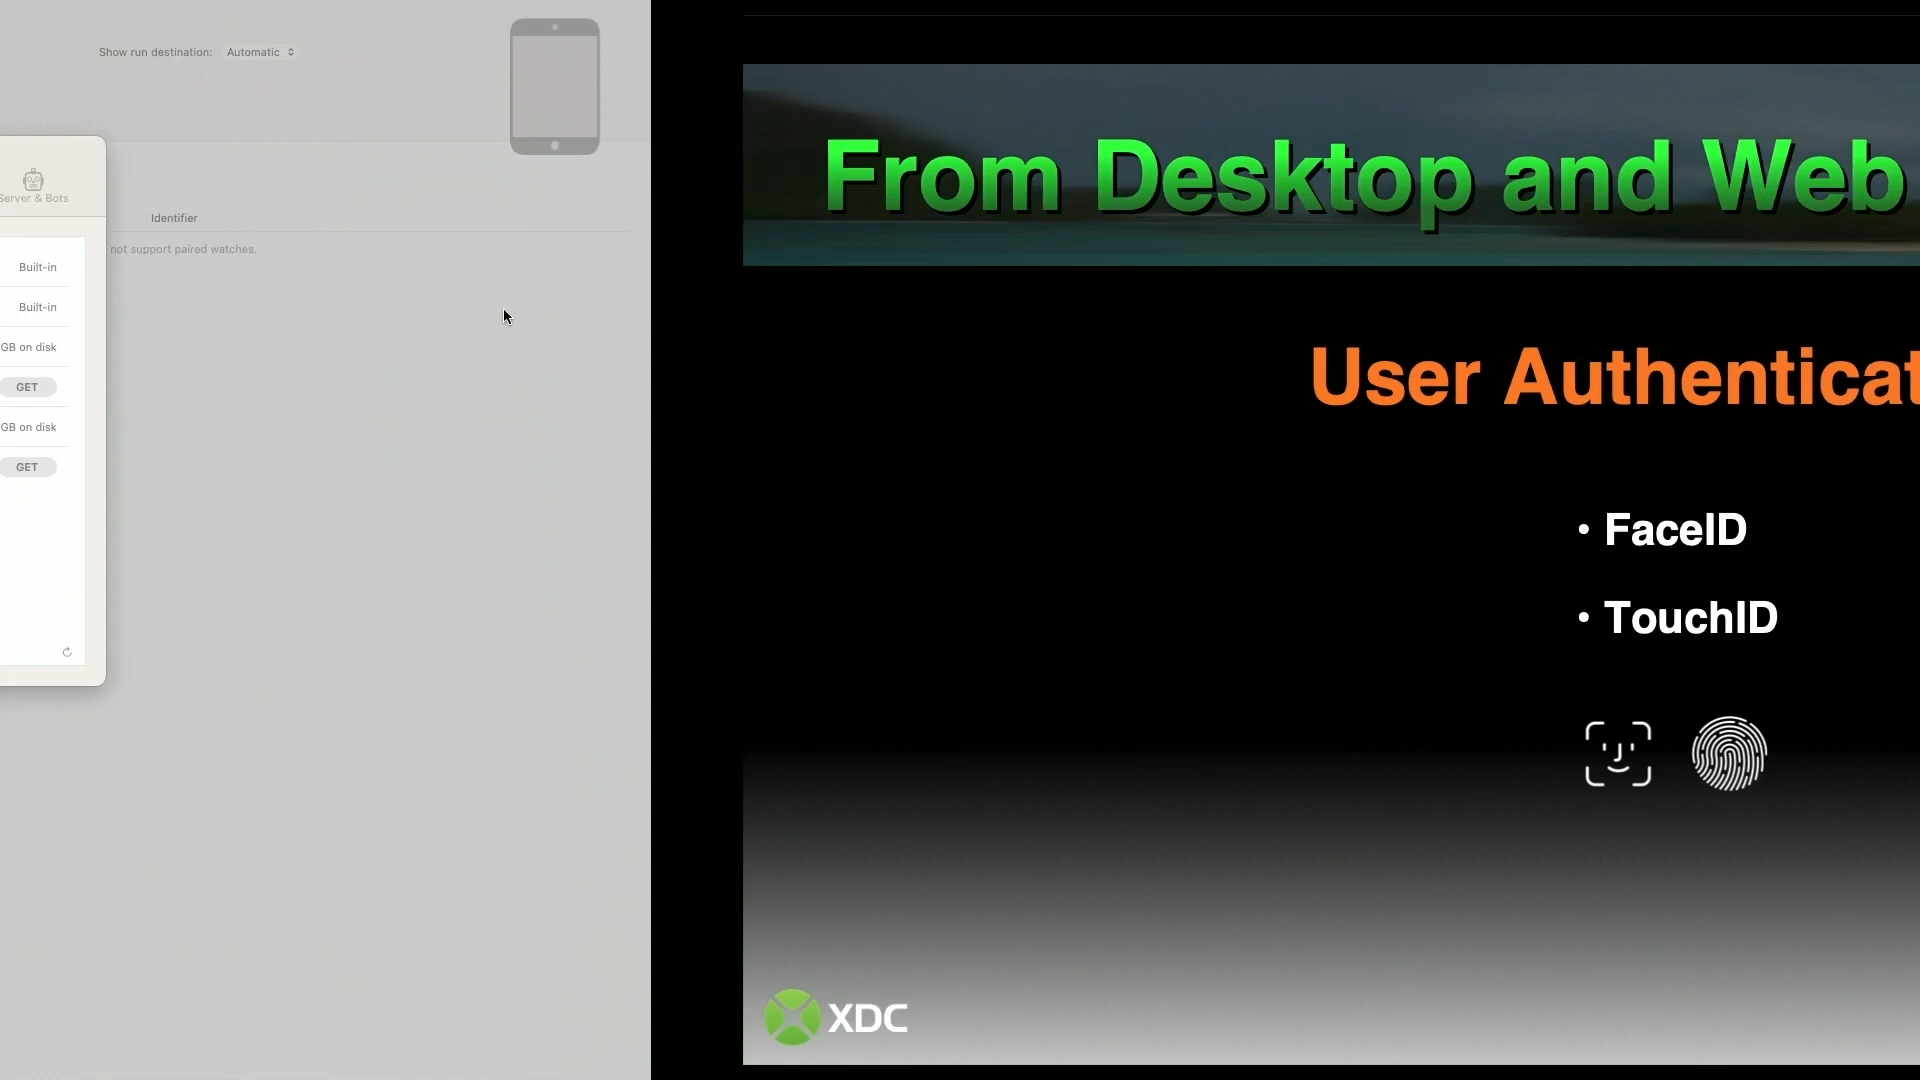 Show run destination: Automatic
Server & Bots
Identifier
not support paired watches.
Built-in
Built-in
GB on disk
GET
GB on disk
GET
From Desktop and Web
User Authenticat
• FaceID
• TouchID
XDC